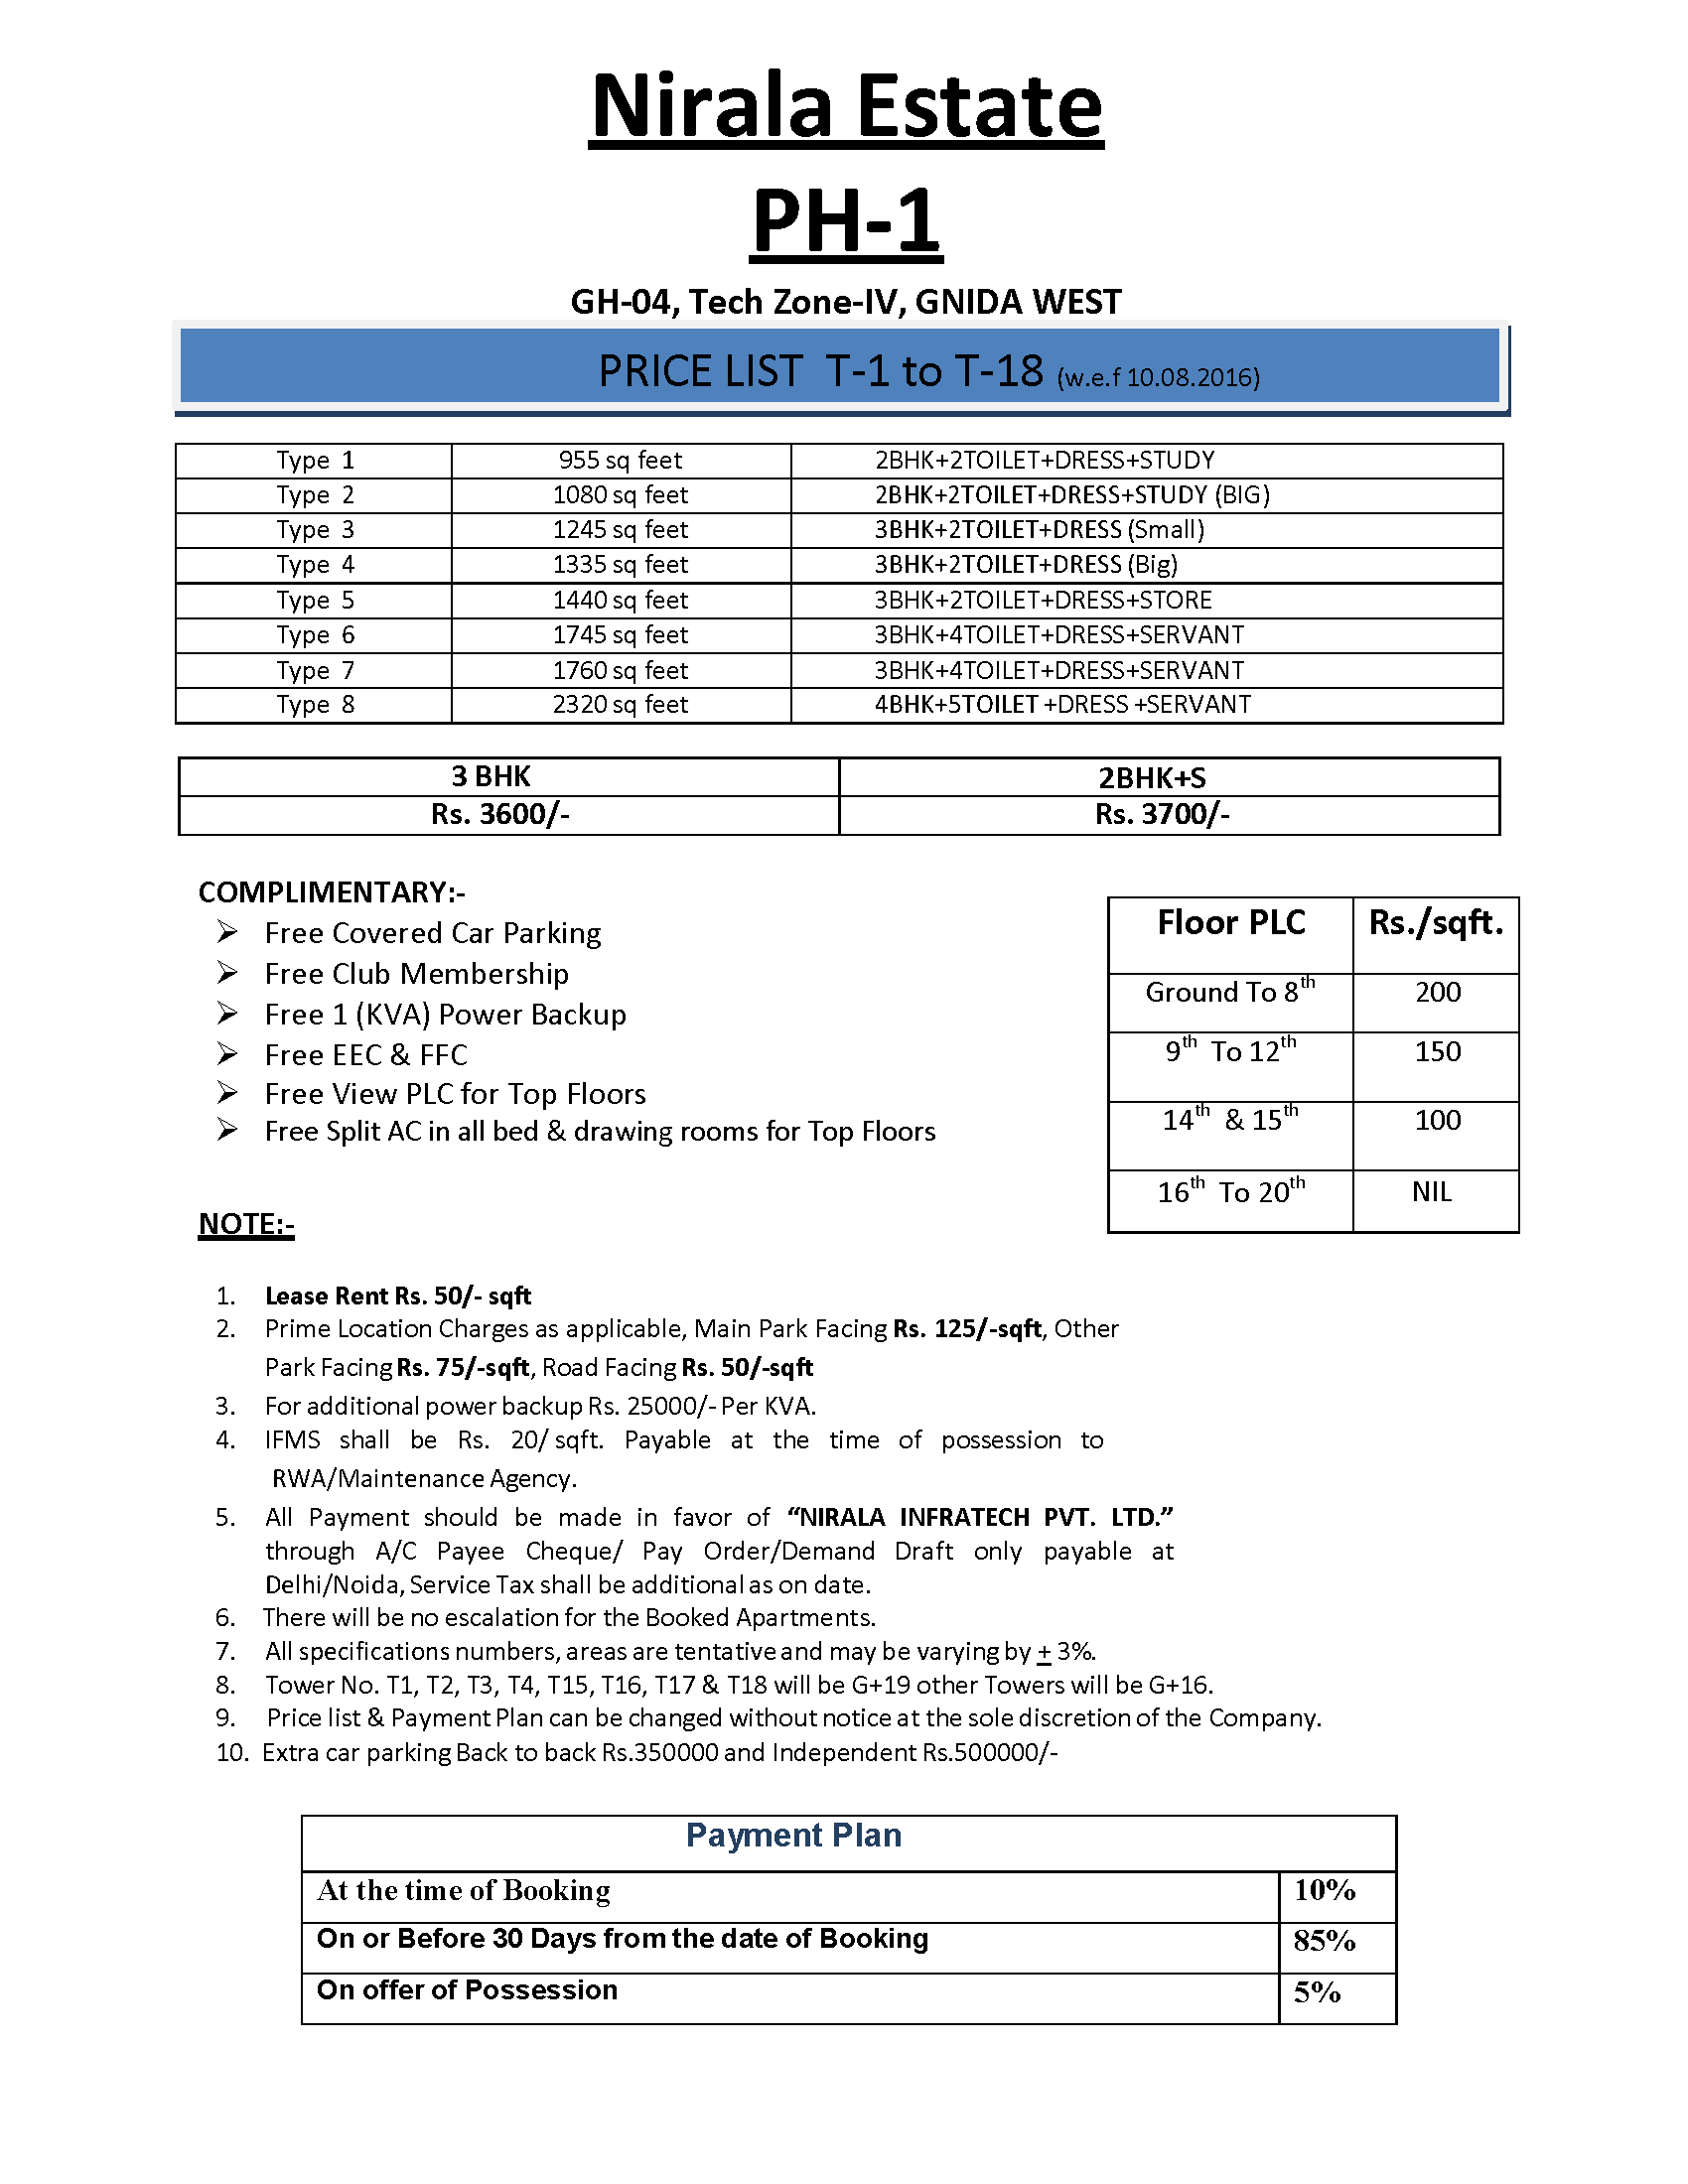 Nirala Estate
PH-1
GH-04, Tech Zone-IV, GNIDA WEST
PRICE LIST T-1 to T-18 (w.e.f 10.08.2016)
Type 1 955 sq feet 2BHK+2TOILET+DRESS+STUDY
Type 2 1080 sq feet 2BHK+2TOILET+DRESS+STUDY (BIG)
Type 3 1245 sq feet 3BHK+2TOILET+DRESS (Small)
Type 4 1335 sq feet 3BHK+2TOILET+DRESS (Big)
Type 5 1440 sq feet 3BHK+2TOILET+DRESS+STORE
Type 6 1745 sq feet 3BHK+4TOILET+DRESS+SERVANT
Type 7 1760 sq feet 3BHK+4TOILET+DRESS+SERVANT
Type 8 2320 sq feet 4BHK+5TOILET +DRESS +SERVANT
3 BHK 2BHK+S
Rs. 3600/- Rs. 3700/-
COMPLIMENTARY:-
➢ Free Covered Car Parking
➢ Free Club Membership
➢ Free 1 (KVA) Power Backup
➢ Free EEC & FFC
➢ Free View PLC for Top Floors
➢ Free Split AC in all bed & drawing rooms for Top Floors
Floor PLC Rs./sqft.
Ground To 8th 200
9th To 12th 150
14th & 15th 100
16th To 20th NIL
NOTE:-
1. Lease Rent Rs. 50/- sqft
2. Prime Location Charges as applicable, Main Park Facing Rs. 125/-sqft, Other
Park Facing Rs. 75/-sqft, Road Facing Rs. 50/-sqft
3. For additional power backup Rs. 25000/- Per KVA.
4. IFMS shall be Rs. 20/ sqft. Payable at the time of possession to
RWA/Maintenance Agency.
5. All Payment should be made in favor of “NIRALA INFRATECH PVT. LTD.”
through A/C Payee Cheque/ Pay Order/Demand Draft only payable at
Delhi/Noida, Service Tax shall be additional as on date.
6. There will be no escalation for the Booked Apartments.
7. All specifications numbers, areas are tentative and may be varying by + 3%.
8. Tower No. T1, T2, T3, T4, T15, T16, T17 & T18 will be G+19 other Towers will be G+16.
9. Price list & Payment Plan can be changed without notice at the sole discretion of the Company.
10. Extra car parking Back to back Rs.350000 and Independent Rs.500000/-
Payment Plan
At the time of Booking 10%
On or Before 30 Days from the date of Booking 85%
On offer of Possession 5%